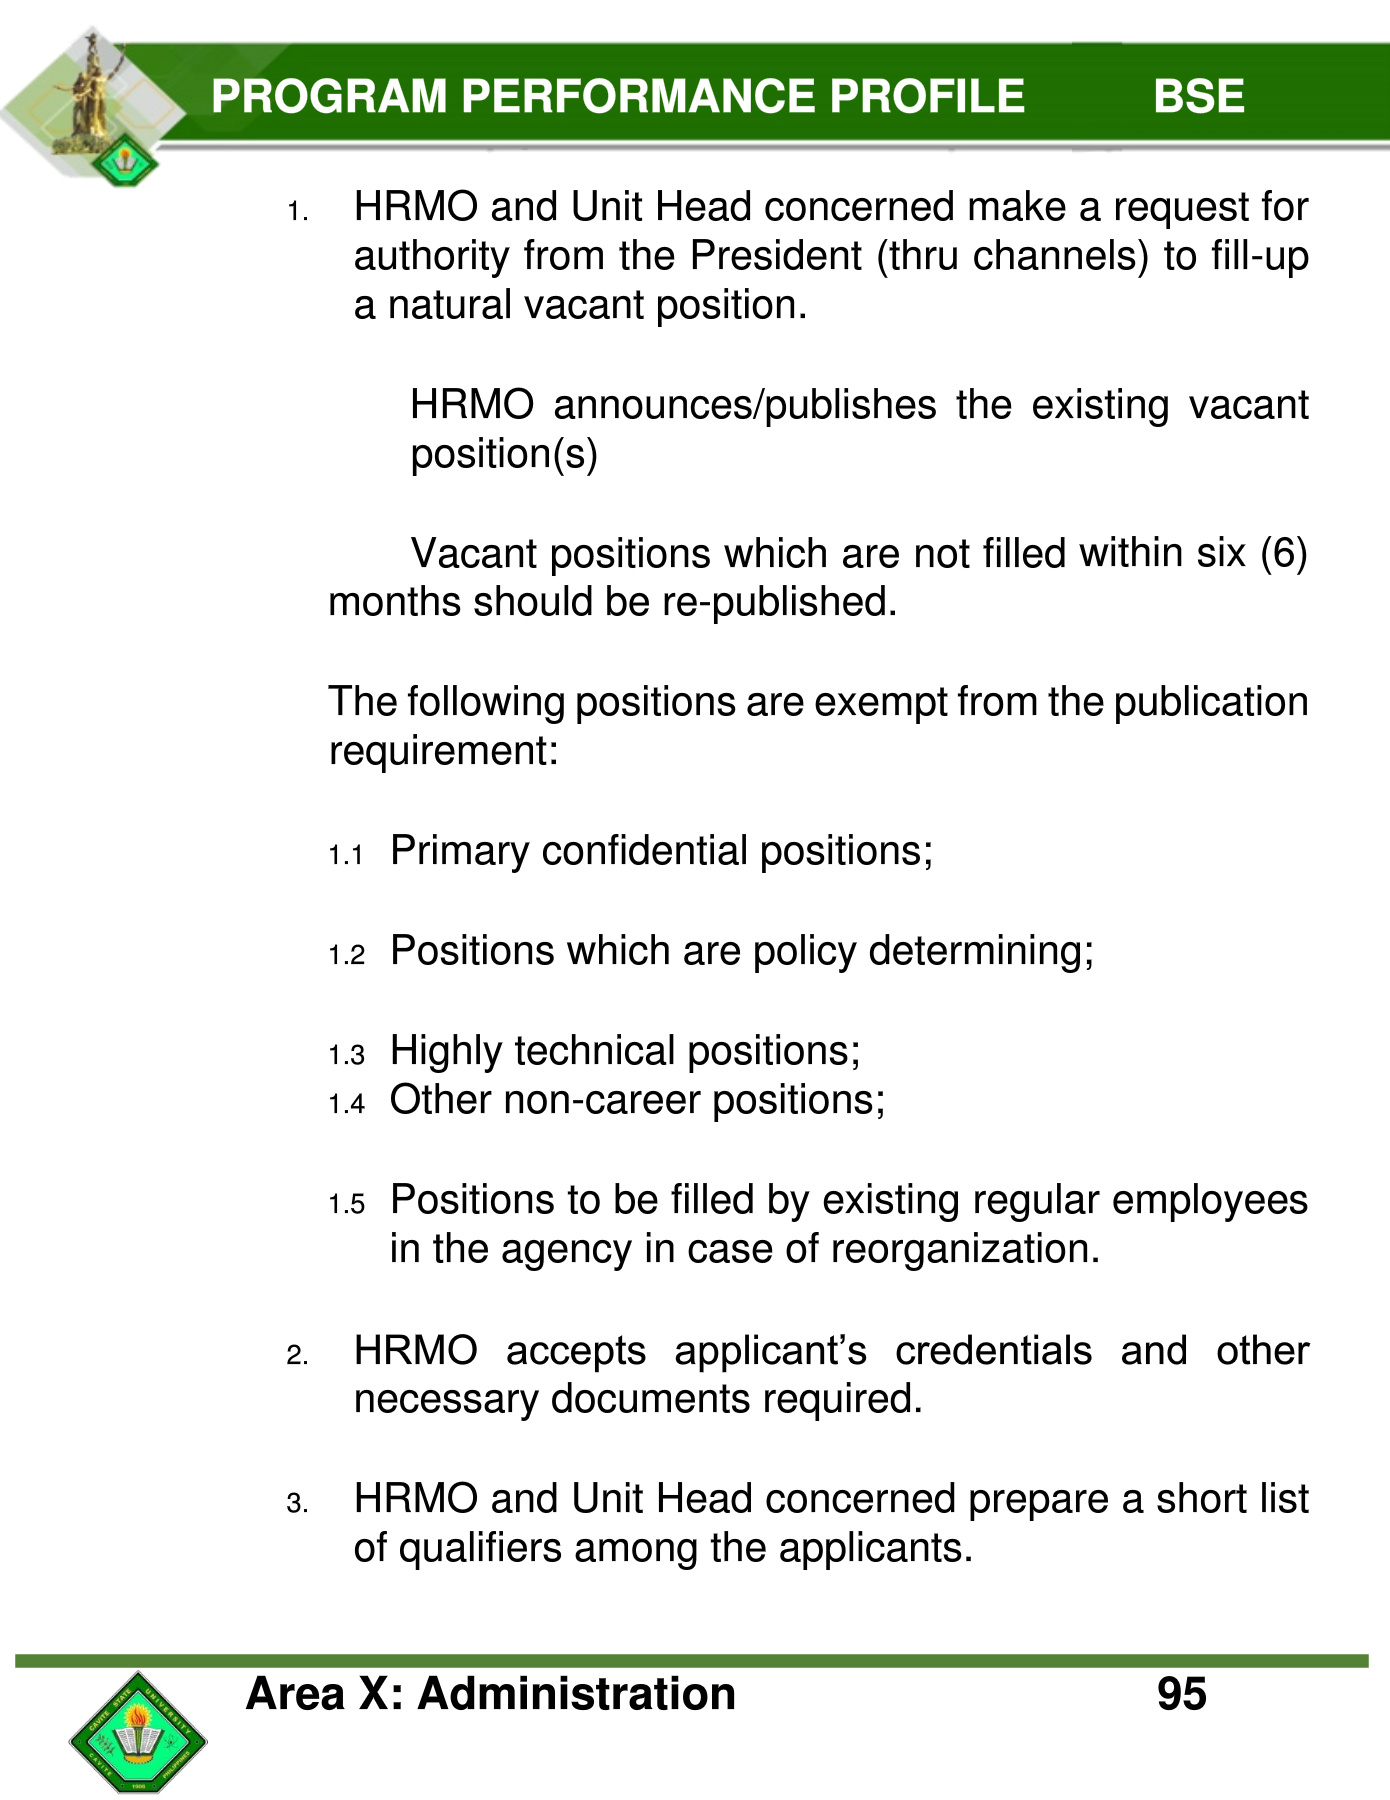 PROGRAM PERFORMANCE PROFILE BSE
1. HRMO and Unit Head concerned make a request for
authority from the President (thru channels) to fill-up
a natural vacant position.
HRMO announces/publishes the existing vacant
position(s)
Vacant positions which are not filled within six (6)
months should be re-published.
The following positions are exempt from the publication
requirement:
1.1 Primary confidential positions;
1.2 Positions which are policy determining;
1.3 Highly technical positions;
1.4 Other non-career positions;
1.5 Positions to be filled by existing regular employees
in the agency in case of reorganization.
2. HRMO accepts applicant’s credentials and other
necessary documents required.
3. HRMO and Unit Head concerned prepare a short list
of qualifiers among the applicants.
Area X: Administration 95
CAVITE STATE UNIVERSITY
CAVITE PHILIPPINES
1906